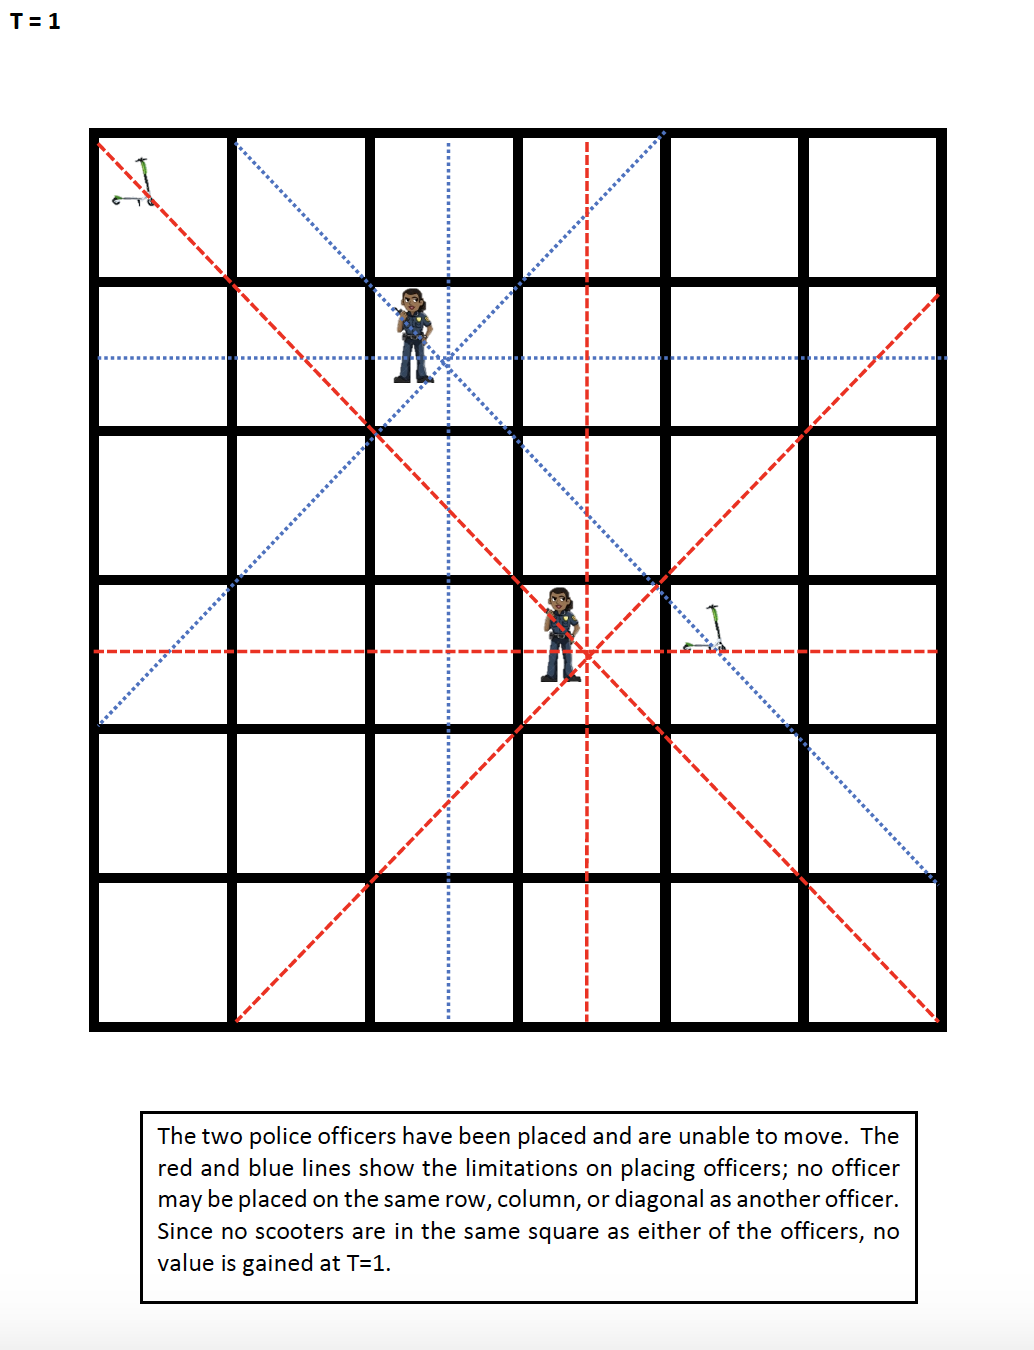 T = 1
The two police officers have been placed and are unable to move. The
red and blue lines show the limitations on placing officers; no officer
may be placed on the same row, column, or diagonal as another officer.
Since no scooters are in the same square as either of the officers, no
value is gained at T=1.